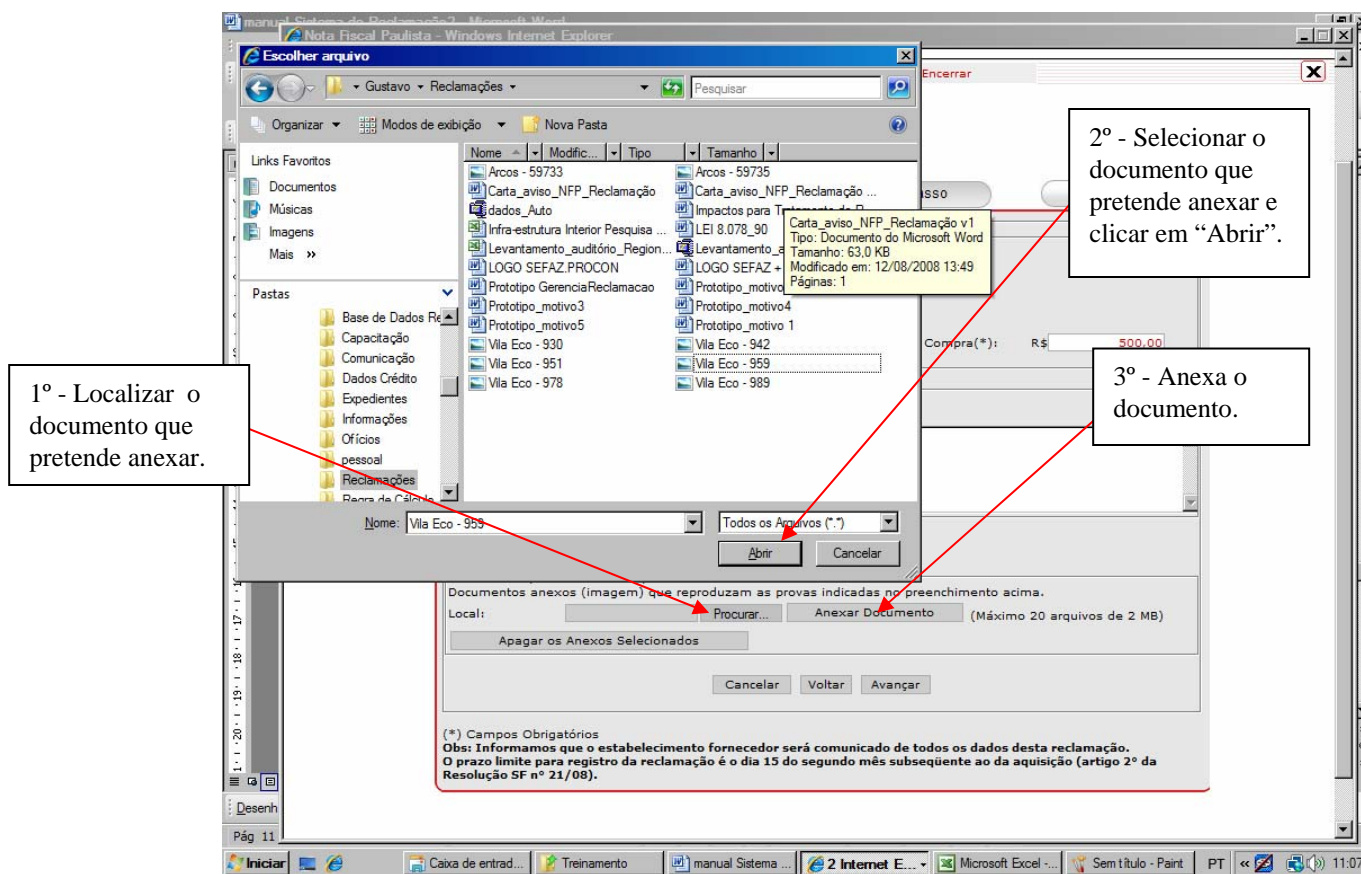 manual Sistema de Reclamação2 - Microsoft Word
Nota Fiscal Paulista - Windows Internet Explorer
Escolher arquivo
Gustavo
Reclamações
Pesquisar
Encerrar
Organizar
Modos de exibição
Nova Pasta
Nome
Modific...
Tipo
Tamanho
Links Favoritos
Documentos
Músicas
Imagens
Mais »
Pastas
Base de Dados Re
Capacitação
Comunicação
Dados Crédito
Expedientes
Informações
Ofícios
pessoal
Reclamações
Regra de Cálculo
Arcos - 59733
Arcos - 59735
Carta_aviso_NFP_Reclamação
Carta_aviso_NFP_Reclamação ...
dados_Auto
Impactos para Tratamento de R
Infra-estrutura Interior Pesquisa ...
LEI 8.078_90
Levantamento_auditório_Region...
Levantamento_a
LOGO SEFAZ.PROCON
LOGO SEFAZ +
Prototipo GerenciaReclamacao
Prototipo_motivo
Prototipo_motivo3
Prototipo_motivo4
Prototipo_motivo5
Prototipo_motivo 1
Vila Eco - 930
Vila Eco - 942
Vila Eco - 951
Vila Eco - 959
Vila Eco - 978
Vila Eco - 989
Carta_aviso_NFP_Reclamação v1
Tipo: Documento do Microsoft Word
Tamanho: 63,0 KB
Modificado em: 12/08/2008 13:49
Páginas: 1
Nome: Vila Eco - 959
Todos os Arquivos (*.*)
Abrir
Cancelar
sso
Compra(*): R$ 500,00
1º - Localizar o
documento que
pretende anexar.
2º - Selecionar o
documento que
pretende anexar e
clicar em “Abrir”.
3º - Anexa o
documento.
Documentos anexos (imagem) que reproduzam as provas indicadas no preenchimento acima.
Local:
Procurar...
Anexar Documento
(Máximo 20 arquivos de 2 MB)
Apagar os Anexos Selecionados
Cancelar
Voltar
Avançar
(*) Campos Obrigatórios
Obs: Informamos que o estabelecimento fornecedor será comunicado de todos os dados desta reclamação.
O prazo limite para registro da reclamação é o dia 15 do segundo mês subseqüente ao da aquisição (artigo 2º da
Resolução SF nº 21/08).
17
18
19
20
Desenh
Pág 11
Iniciar
Caixa de entrad...
Treinamento
manual Sistema ...
2 Internet E...
Microsoft Excel -...
Sem título - Paint
PT
«
11:07